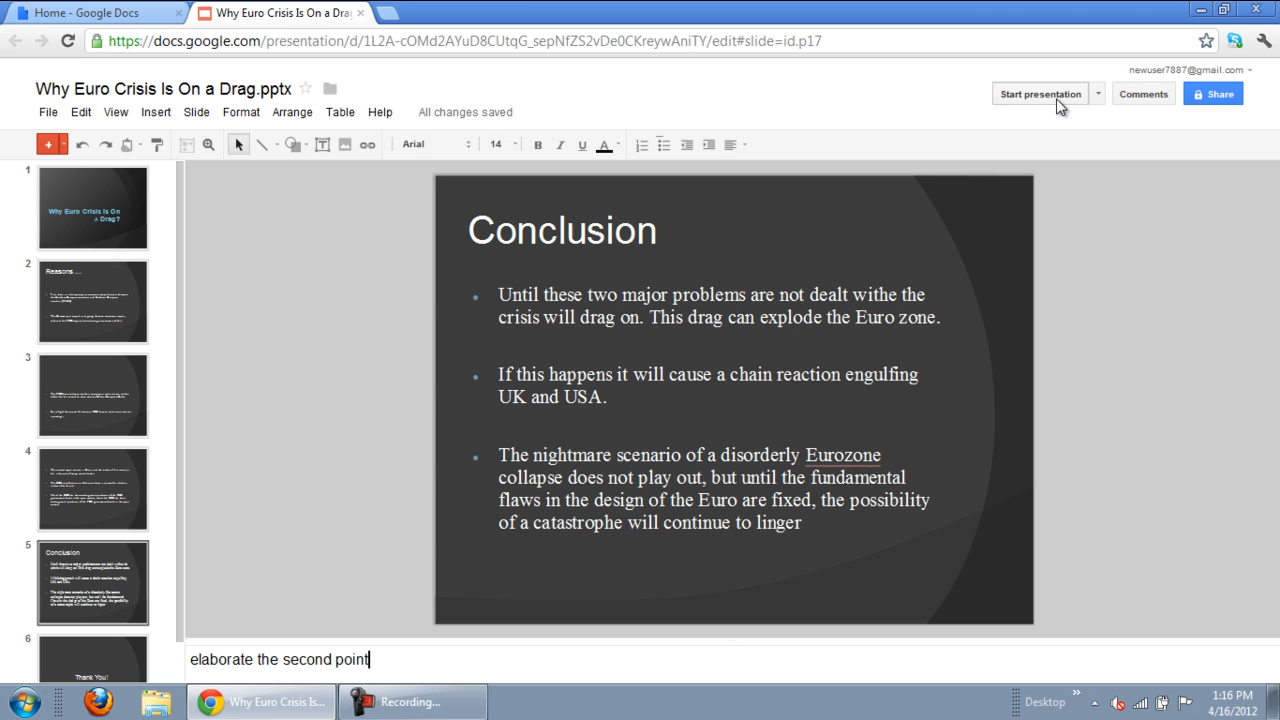 Home - Google Docs
Why Euro Crisis Is On a Dra
https://docs.google.com/presentation/d/1L2A-cOMd2AYuD8CUtqG_sepNfZS2vDe0CKreywAniTY/edit#slide=id.p17
newuser7887@gmail.com
Why Euro Crisis Is On a Drag.pptx
Start presentation
Comments
Share
File Edit View Insert Slide Format Arrange Table Help All changes saved
Arial 14
1
Why Euro Crisis Is On
A Drag?
2
Reasons....
3
4
5
Conclusion
6
Thank You!
Conclusion
Until these two major problems are not dealt withe the
crisis will drag on. This drag can explode the Euro zone.
If this happens it will cause a chain reaction engulfing
UK and USA.
The nightmare scenario of a disorderly Eurozone
collapse does not play out, but until the fundamental
flaws in the design of the Euro are fixed, the possibility
of a catastrophe will continue to linger
elaborate the second point
Why Euro Crisis Is...
Recording...
Desktop
1:16 PM
4/16/2012